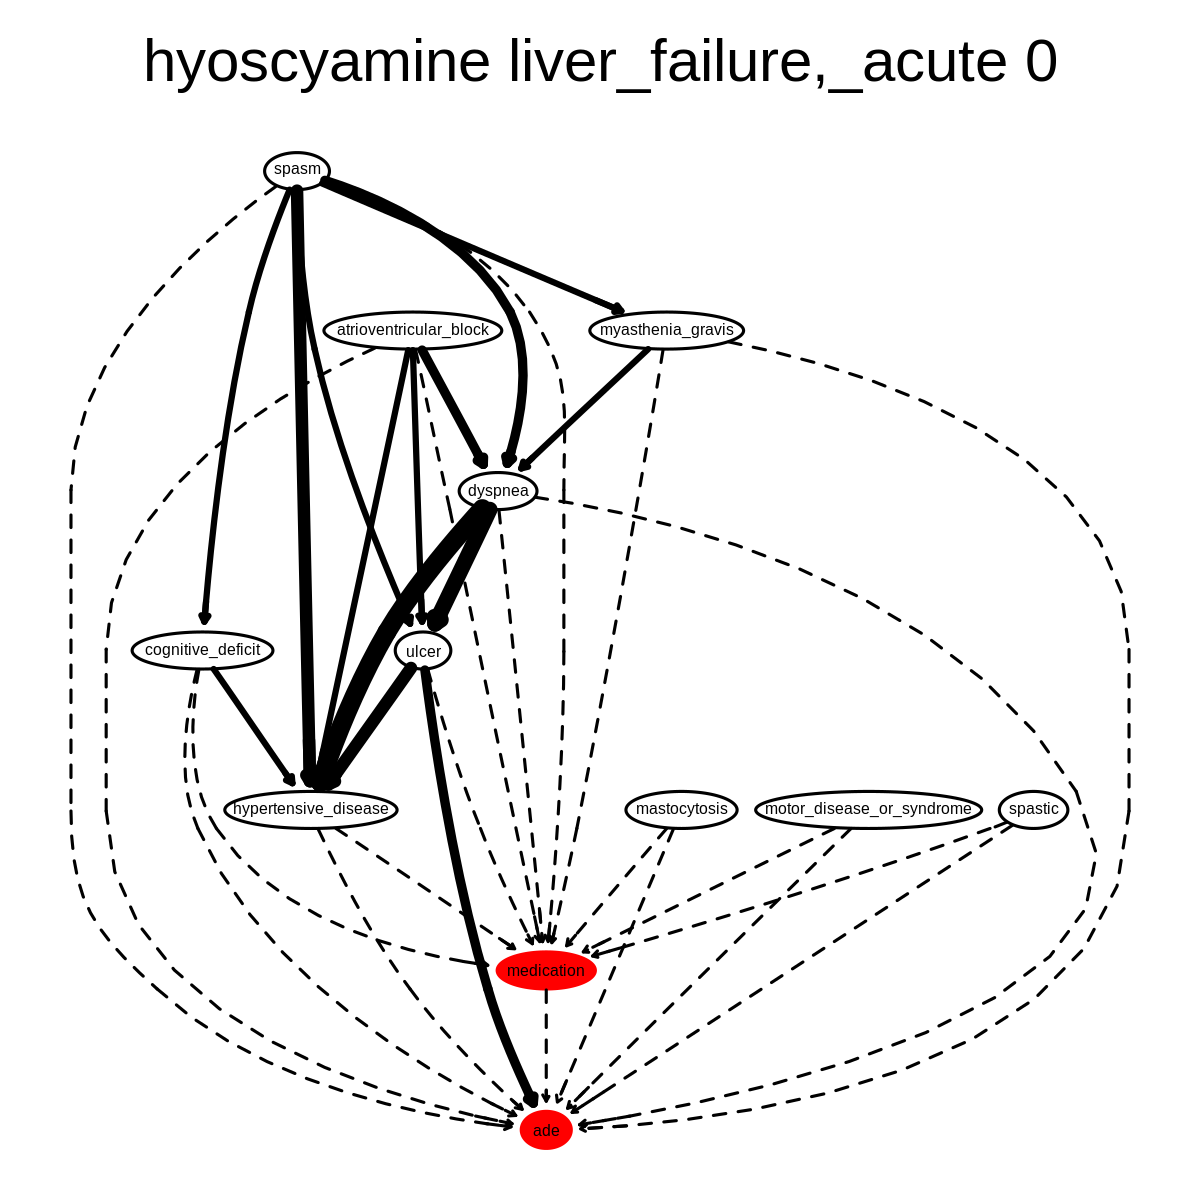 hyoscyamine liver_failure,_acute 0
spasm
atrioventricular_block
myasthenia_gravis
dyspnea
cognitive_deficit
ulcer
hypertensive_disease
mastocytosis
motor_disease_or_syndrome
spastic
medication
ade